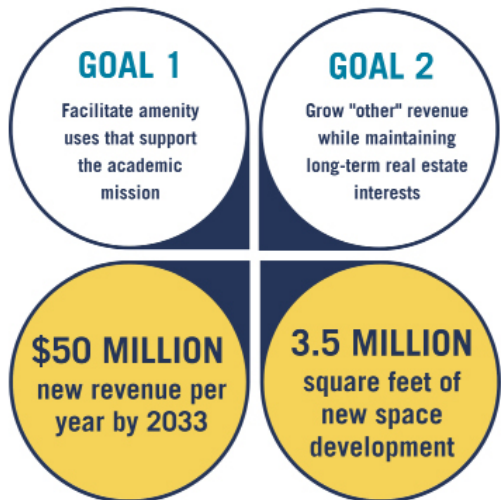 GOAL 1
Facilitate amenity
uses that support
the academic
mission
GOAL 2
Grow "other" revenue
while maintaining
long-term real estate
interests
$50 MILLION
new revenue per
year by 2033
3.5 MILLION
square feet of
new space
development